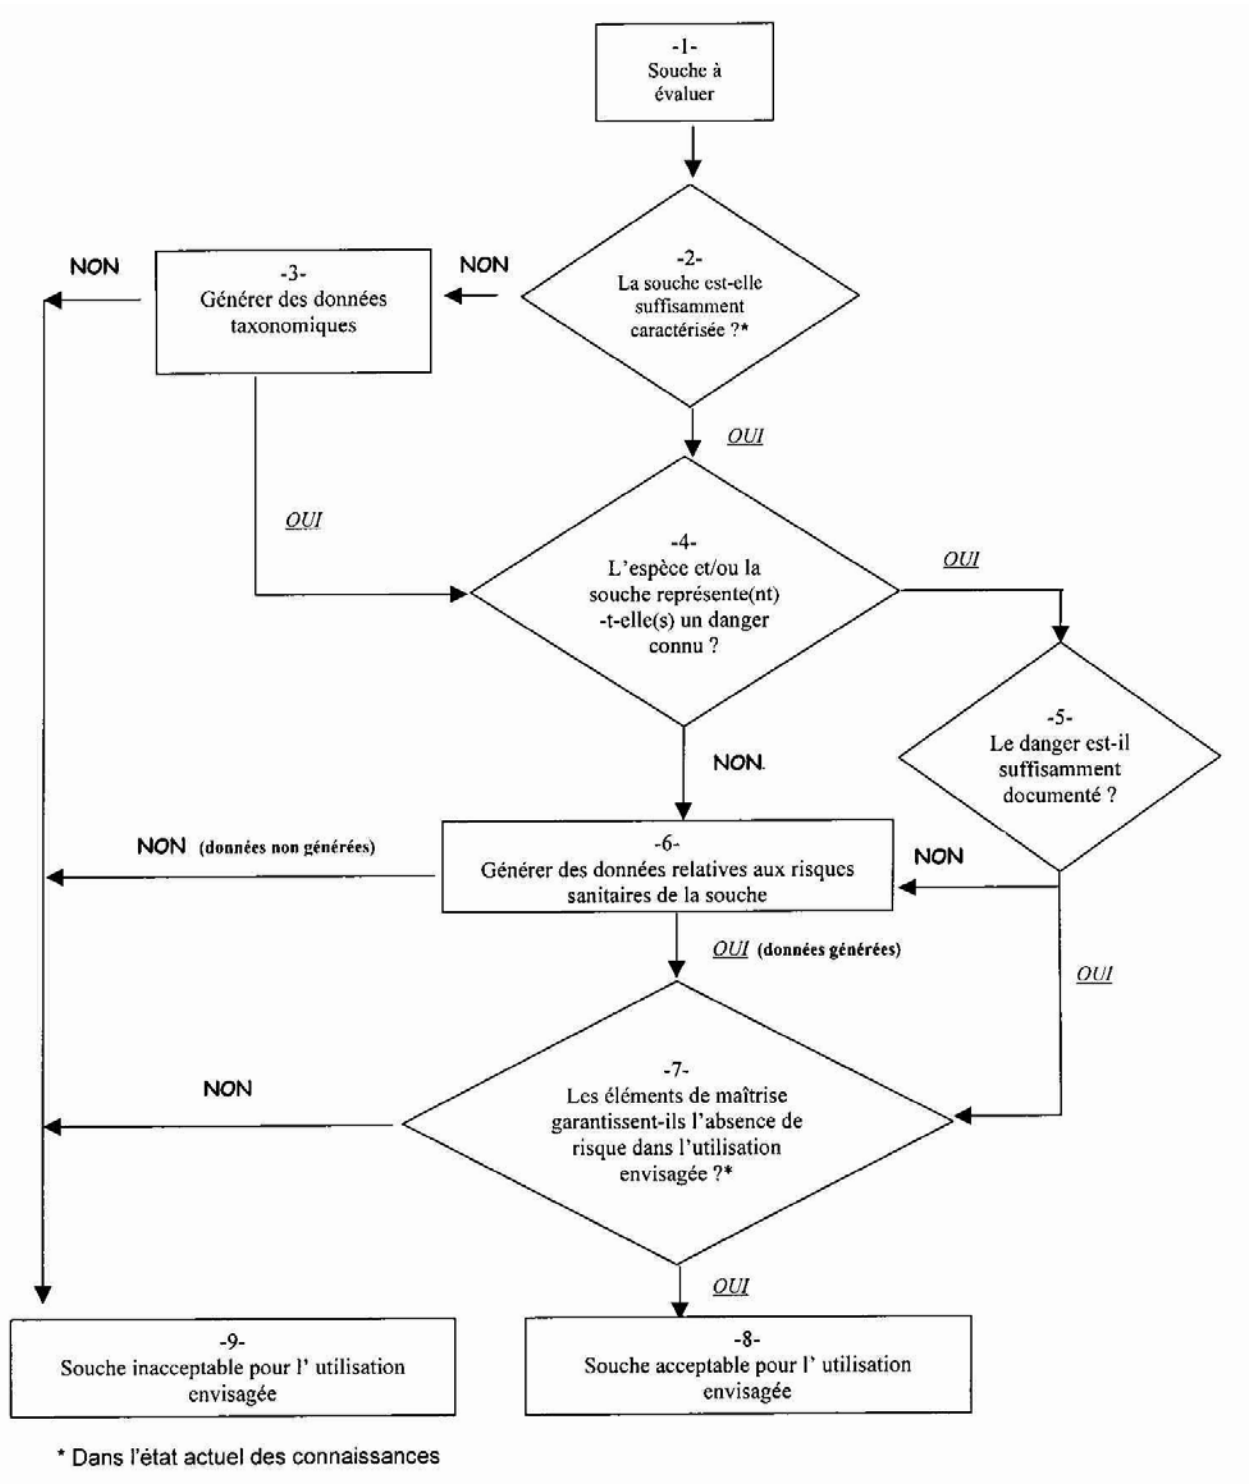 -1-
Souche à
évaluer
-2-
La souche est-elle
suffisamment
caractérisée ?*
NON
-3-
Générer des données
taxonomiques
NON
OUI
OUI
-4-
L'espèce et/ou la
souche représente(nt)
-t-elle(s) un danger
connu ?
OUI
-5-
Le danger est-il
suffisamment
documenté ?
NON.
-6-
Générer des données relatives aux risques
sanitaires de la souche
NON
NON (données non générées)
OUI (données générées)
OUI
-7-
Les éléments de maîtrise
garantissent-ils l'absence de
risque dans l'utilisation
envisagée ?*
NON
OUI
-9-
Souche inacceptable pour l' utilisation
envisagée
-8-
Souche acceptable pour l' utilisation
envisagée
* Dans l'état actuel des connaissances